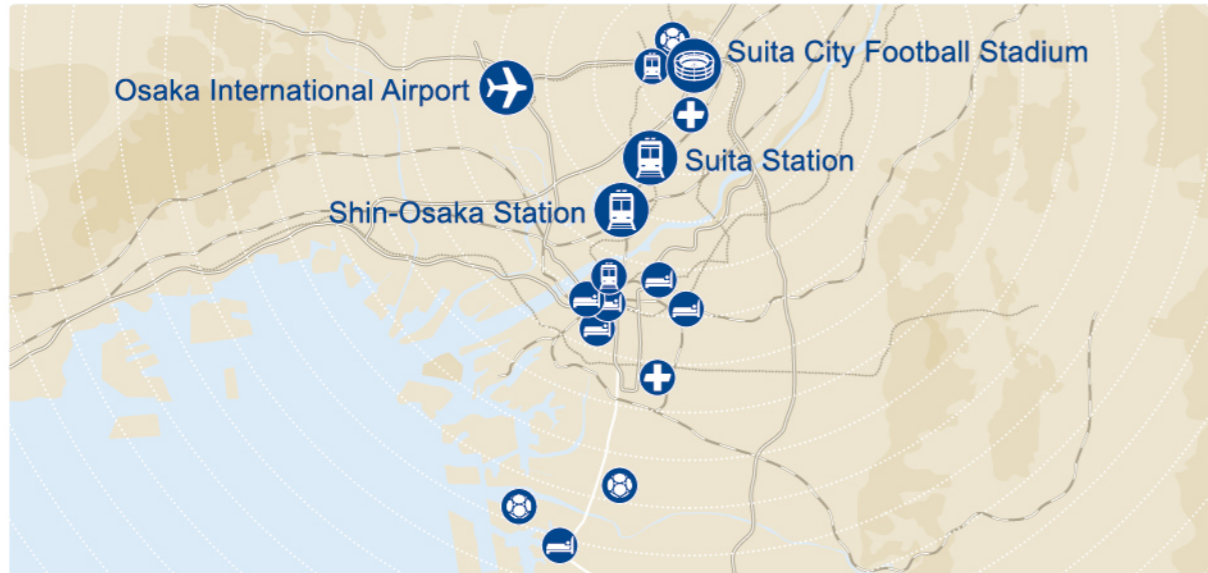 Suita City Football Stadium
Osaka International Airport
Suita Station
Shin-Osaka Station